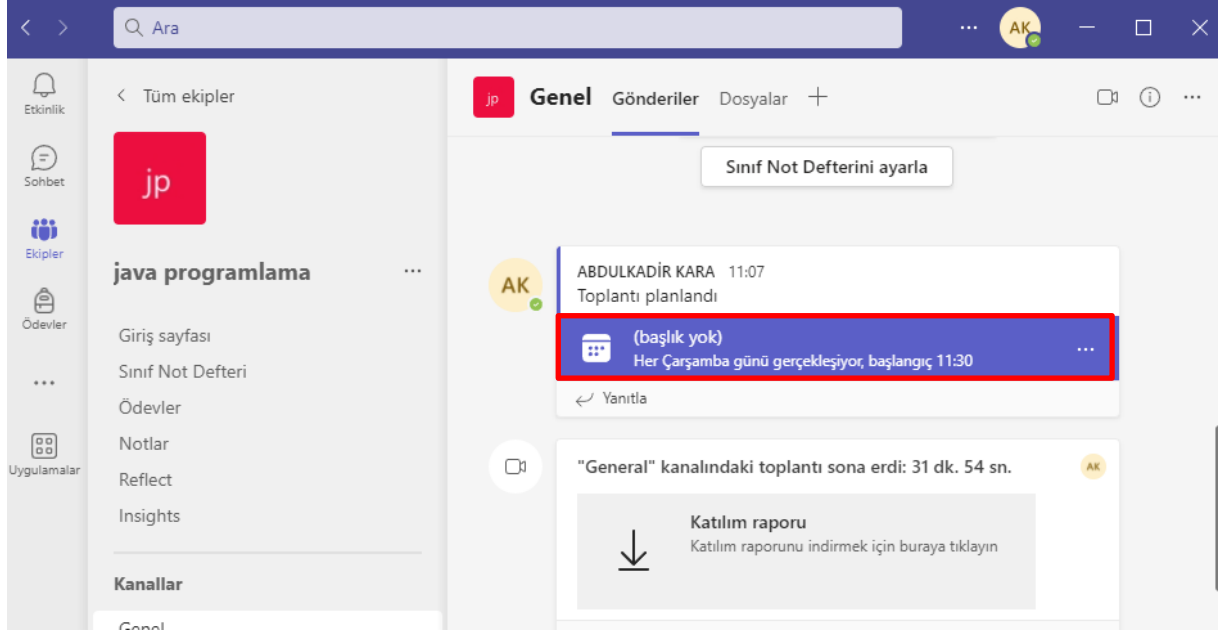 Ara
AK
Etkinlik
Sohbet
Ekipler
Ödevler
Uygulamalar
Tüm ekipler
jp
java programlama
Giriş sayfası
Sınıf Not Defteri
Ödevler
Notlar
Reflect
Insights
Kanallar
Genel
jp Genel Gönderiler Dosyalar
Sınıf Not Defterini ayarla
AK
ABDULKADİR KARA 11:07
Toplantı planlandı
(başlık yok)
Her Çarşamba günü gerçekleşiyor, başlangıç 11:30
Yanıtla
"General" kanalındaki toplantı sona erdi: 31 dk. 54 sn.
AK
Katılım raporu
Katılım raporunu indirmek için buraya tıklayın